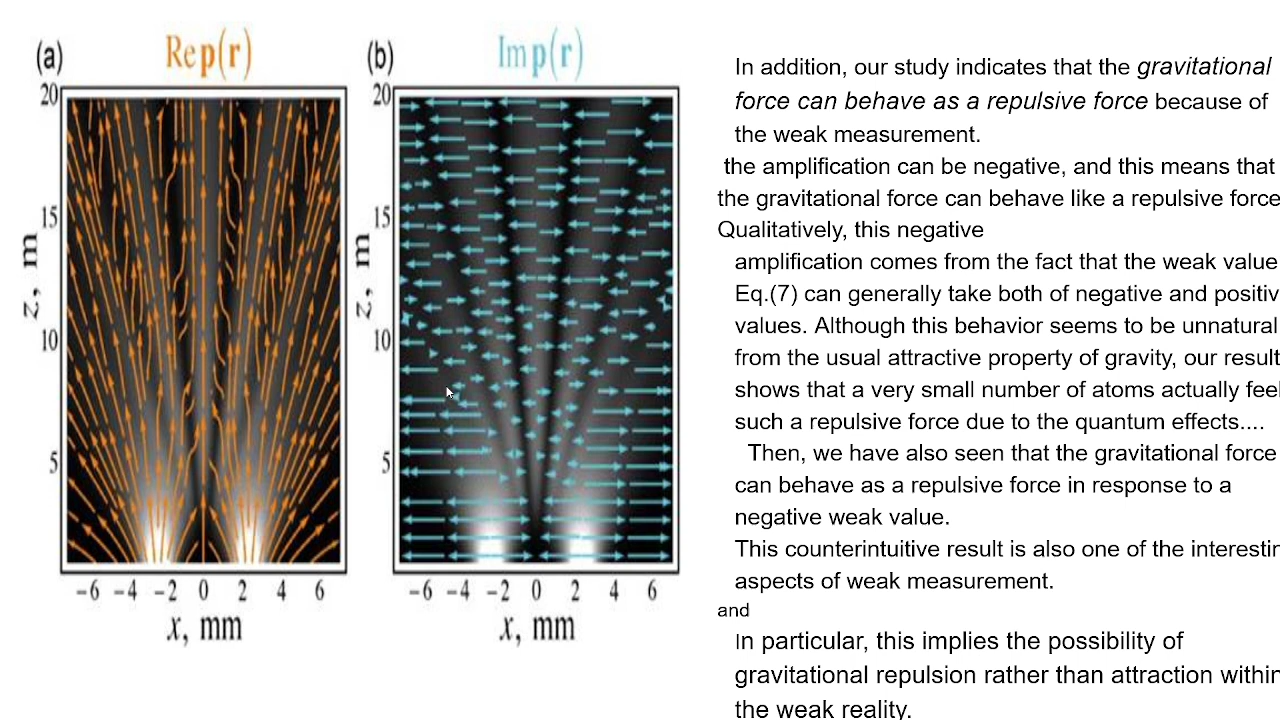 (a) Re p(r)
(b) Im p(r)
20
15
10
5
z, m
−6 −4 −2 0 2 4 6
x, mm
20
15
10
5
z, m
−6 −4 −2 0 2 4 6
x, mm
In addition, our study indicates that the gravitational
force can behave as a repulsive force because of
the weak measurement.
the amplification can be negative, and this means that
the gravitational force can behave like a repulsive force
Qualitatively, this negative
amplification comes from the fact that the weak value
Eq.(7) can generally take both of negative and positiv
values. Although this behavior seems to be unnatural
from the usual attractive property of gravity, our result
shows that a very small number of atoms actually feel
such a repulsive force due to the quantum effects....
Then, we have also seen that the gravitational force
can behave as a repulsive force in response to a
negative weak value.
This counterintuitive result is also one of the interestin
aspects of weak measurement.
and
In particular, this implies the possibility of
gravitational repulsion rather than attraction within
the weak reality.